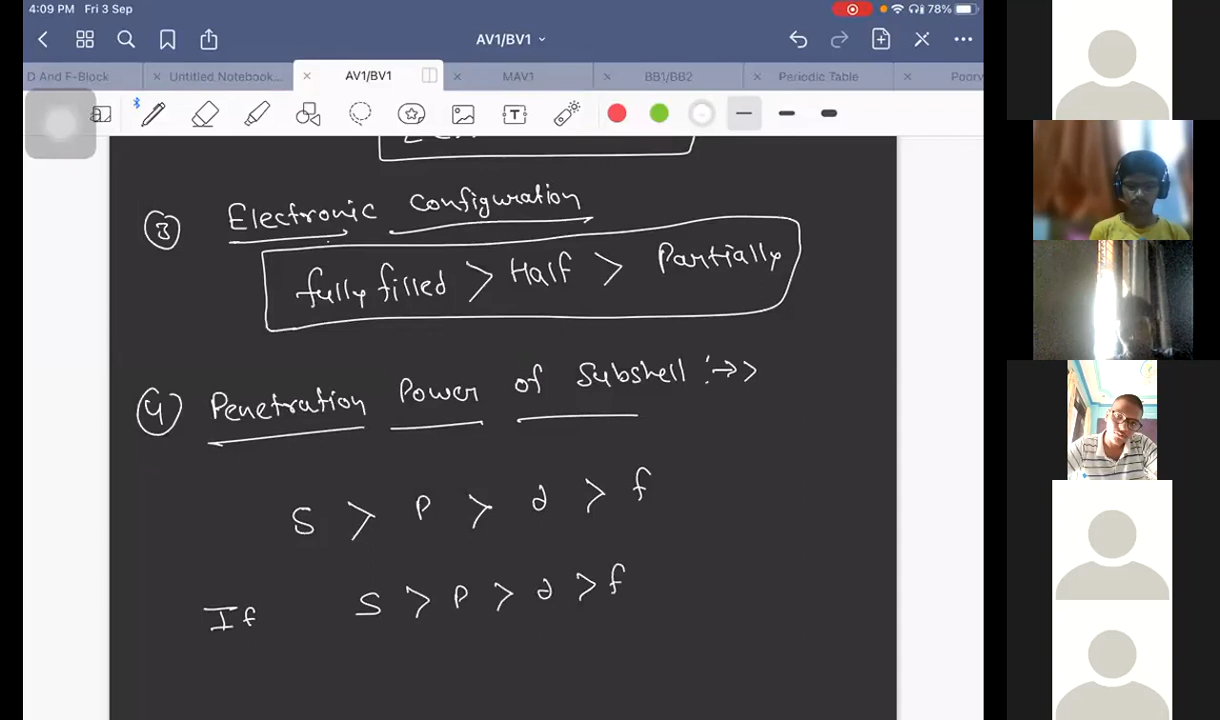 4:09 PM Fri 3 Sep 78%
AV1/BV1
D And F-Block Untitled Notebook... AV1/BV1 MAV1 BB1/BB2 Periodic Table Poorv
③ Electronic configuration
fully filled > Half > Partially
④ Penetration Power of Subshell :->>
S > P > d > f
If S > P > d > f